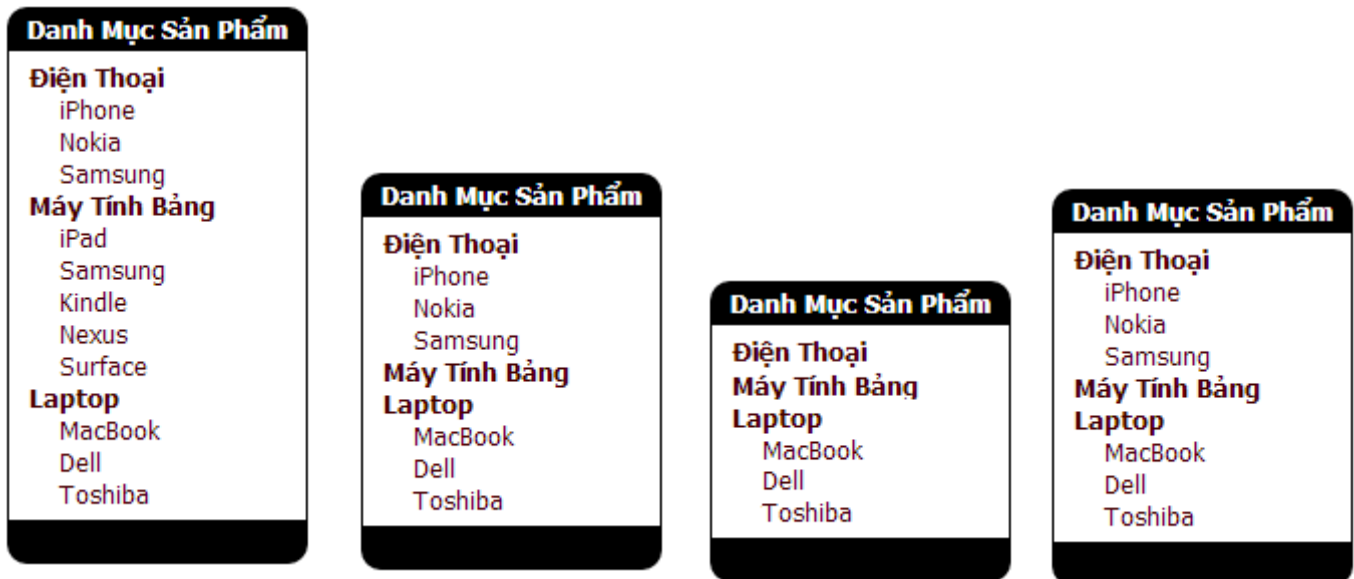 Danh Mục Sản Phẩm
Điện Thoại
iPhone
Nokia
Samsung
Máy Tính Bảng
iPad
Samsung
Kindle
Nexus
Surface
Laptop
MacBook
Dell
Toshiba
Danh Mục Sản Phẩm
Điện Thoại
iPhone
Nokia
Samsung
Máy Tính Bảng
Laptop
MacBook
Dell
Toshiba
Danh Mục Sản Phẩm
Điện Thoại
Máy Tính Bảng
Laptop
MacBook
Dell
Toshiba
Danh Mục Sản Phẩm
Điện Thoại
iPhone
Nokia
Samsung
Máy Tính Bảng
Laptop
MacBook
Dell
Toshiba